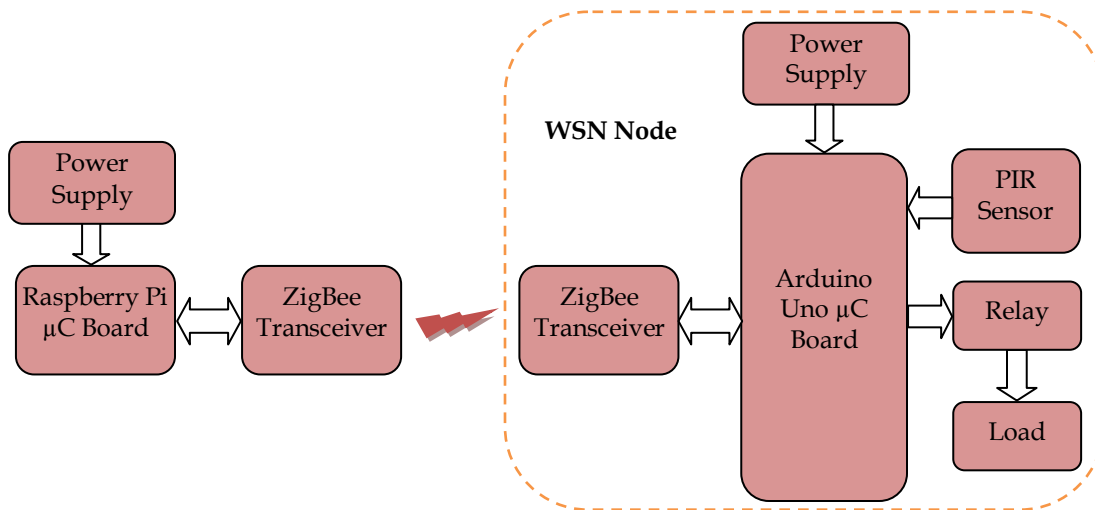 Power
Supply
Raspberry Pi
µC Board
ZigBee
Transceiver
WSN Node
Power
Supply
ZigBee
Transceiver
Arduino
Uno µC
Board
PIR
Sensor
Relay
Load